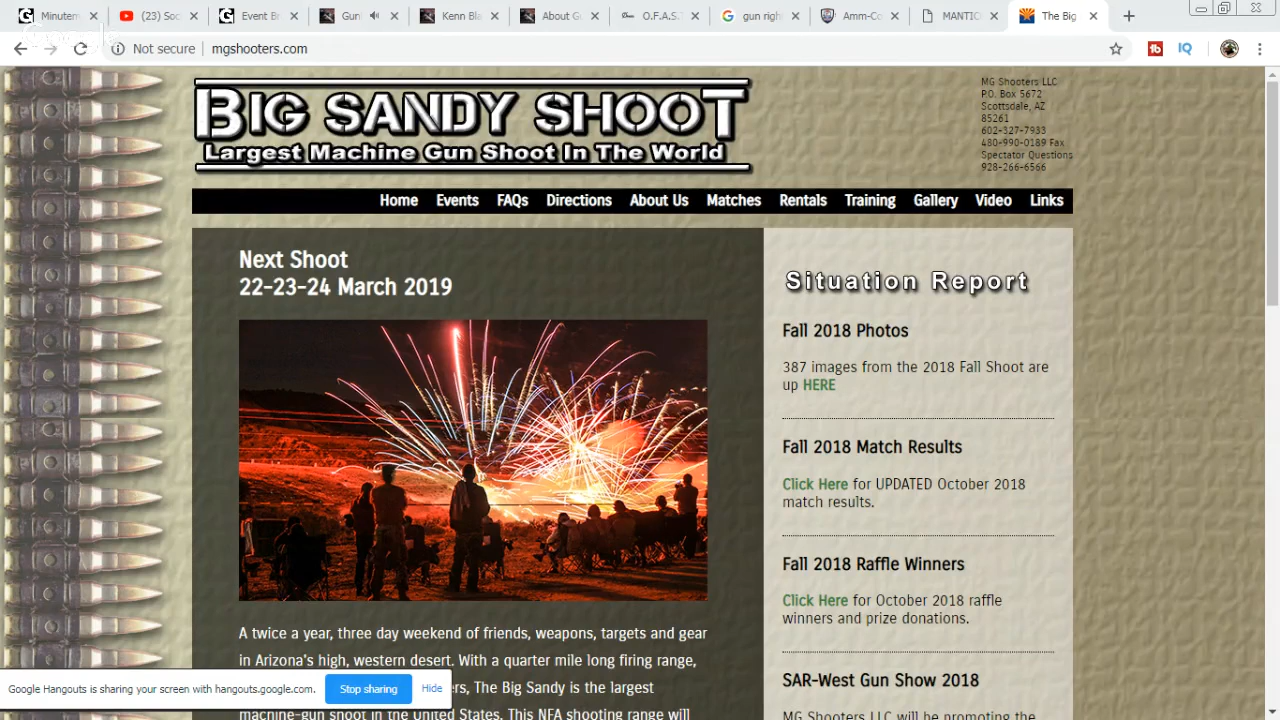 Minuterr
(23) Soc
Event Br
Gun
Kenn Bla
About G
O.F.A.S.T
gun righ
Amm-Co
MANTIC
The Big
Not secure
mgshooters.com
BIG SANDY SHOOT
Largest Machine Gun Shoot In The World
MG Shooters LLC
P.O. Box 5672
Scottsdale, AZ
85261
602-327-7933
480-990-0189 Fax
Spectator Questions
928-266-6566
Home Events FAQs Directions About Us Matches Rentals Training Gallery Video Links
Next Shoot
22-23-24 March 2019
A twice a year, three day weekend of friends, weapons, targets and gear
in Arizona's high, western desert. With a quarter mile long firing range,
rs, The Big Sandy is the largest
machine-gun shoot in the United States. This NFA shooting range will
Situation Report
Fall 2018 Photos
387 images from the 2018 Fall Shoot are
up HERE
Fall 2018 Match Results
Click Here for UPDATED October 2018
match results.
Fall 2018 Raffle Winners
Click Here for October 2018 raffle
winners and prize donations.
SAR-West Gun Show 2018
MG Shooters LLC will be promoting the
Google Hangouts is sharing your screen with hangouts.google.com.
Stop sharing
Hide